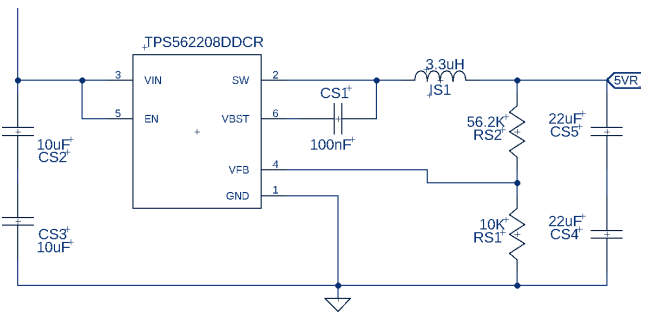 TPS562208DDCR
3 VIN SW 2
3.3uH
JS1
5VR
CS1
5 EN VBST 6
100nF
10uF
CS2
56.2K
RS2
22uF
CS5
VFB 4
GND 1
CS3
10uF
10K
RS1
22uF
CS4